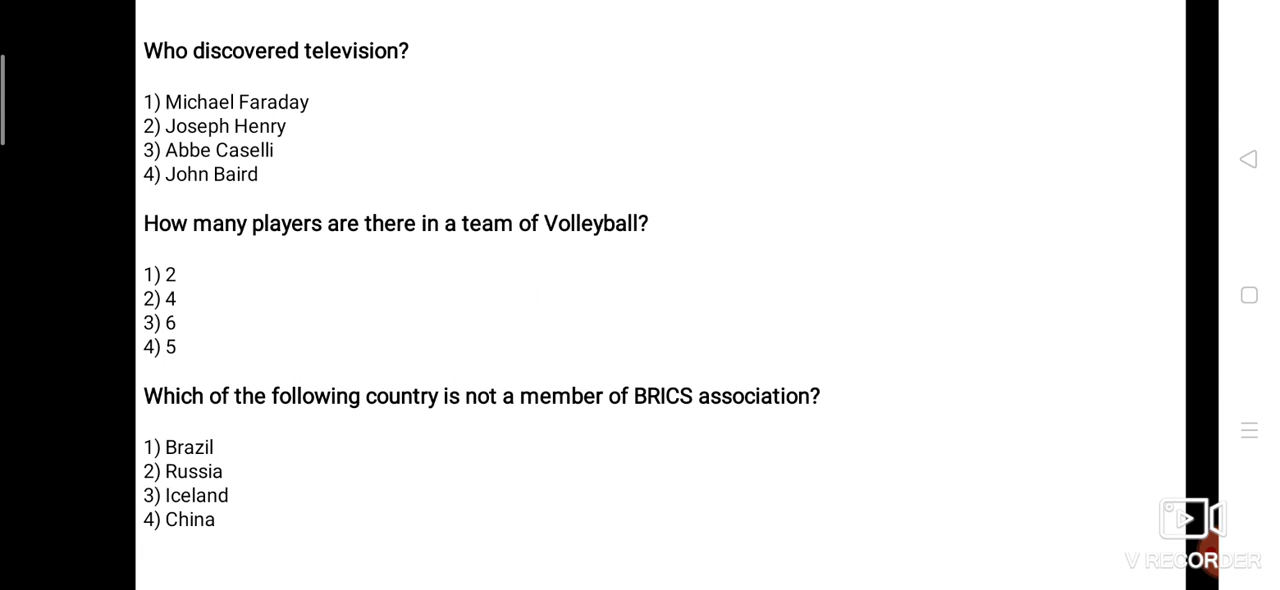 Who discovered television?
1) Michael Faraday
2) Joseph Henry
3) Abbe Caselli
4) John Baird
How many players are there in a team of Volleyball?
1) 2
2) 4
3) 6
4) 5
Which of the following country is not a member of BRICS association?
1) Brazil
2) Russia
3) Iceland
4) China
V RECORDER